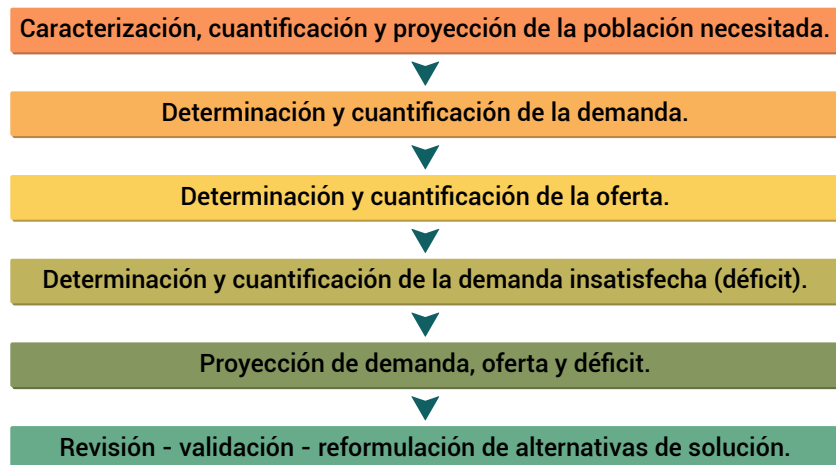 Caracterización, cuantificación y proyección de la población necesitada.
Determinación y cuantificación de la demanda.
Determinación y cuantificación de la oferta.
Determinación y cuantificación de la demanda insatisfecha (déficit).
Proyección de demanda, oferta y déficit.
Revisión - validación - reformulación de alternativas de solución.